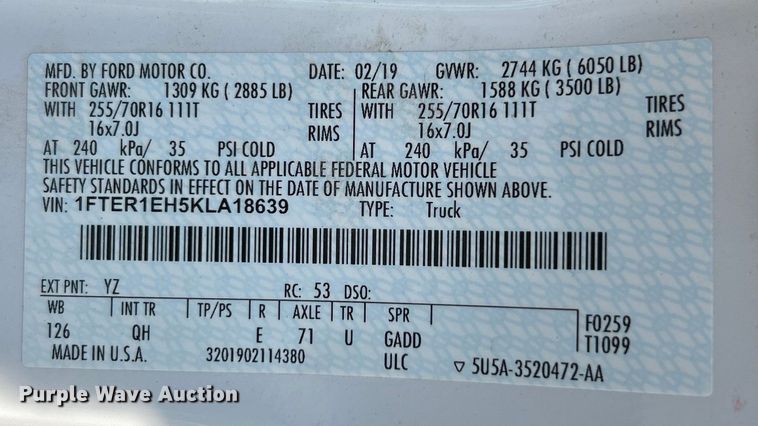 MFD. BY FORD MOTOR CO. DATE: 02/19 GVWR: 2744 KG ( 6050 LB)
FRONT GAWR: 1309 KG ( 2885 LB) REAR GAWR: 1588 KG ( 3500 LB)
WITH 255/70R16 111T TIRES WITH 255/70R16 111T TIRES
16x7.0J RIMS 16x7.0J RIMS
AT 240 kPa/ 35 PSI COLD AT 240 kPa/ 35 PSI COLD
THIS VEHICLE CONFORMS TO ALL APPLICABLE FEDERAL MOTOR VEHICLE
SAFETY STANDARDS IN EFFECT ON THE DATE OF MANUFACTURE SHOWN ABOVE.
VIN: 1FTER1EH5KLA18639 TYPE: Truck
EXT PNT: YZ RC: 53 DSO:
WB INT TR TP/PS R AXLE TR SPR F0259
126 QH E 71 U GADD T1099
MADE IN U.S.A. 3201902114380 ULC ▽ 5U5A-3520472-AA
Purple Wave Auction